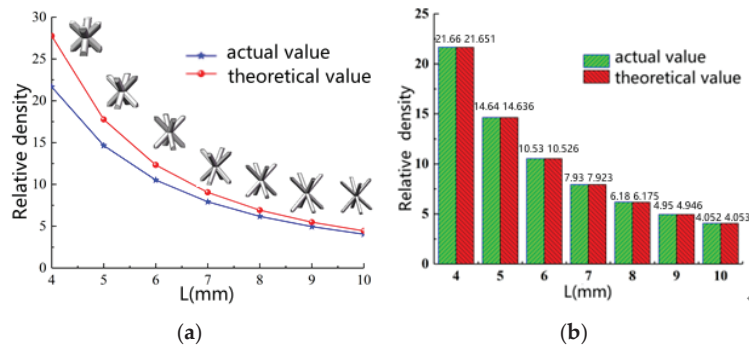 actual value
theoretical value
Relative density
30
25
20
15
10
5
0
4 5 6 7 8 9 10
L(mm)
(a)
actual value
theoretical value
Relative density
25
20
15
10
5
0
21.66 21.651
14.64 14.636
10.53 10.526
7.93 7.923
6.18 6.175
4.95 4.946
4.052 4.053
4 5 6 7 8 9 10
L(mm)
(b)